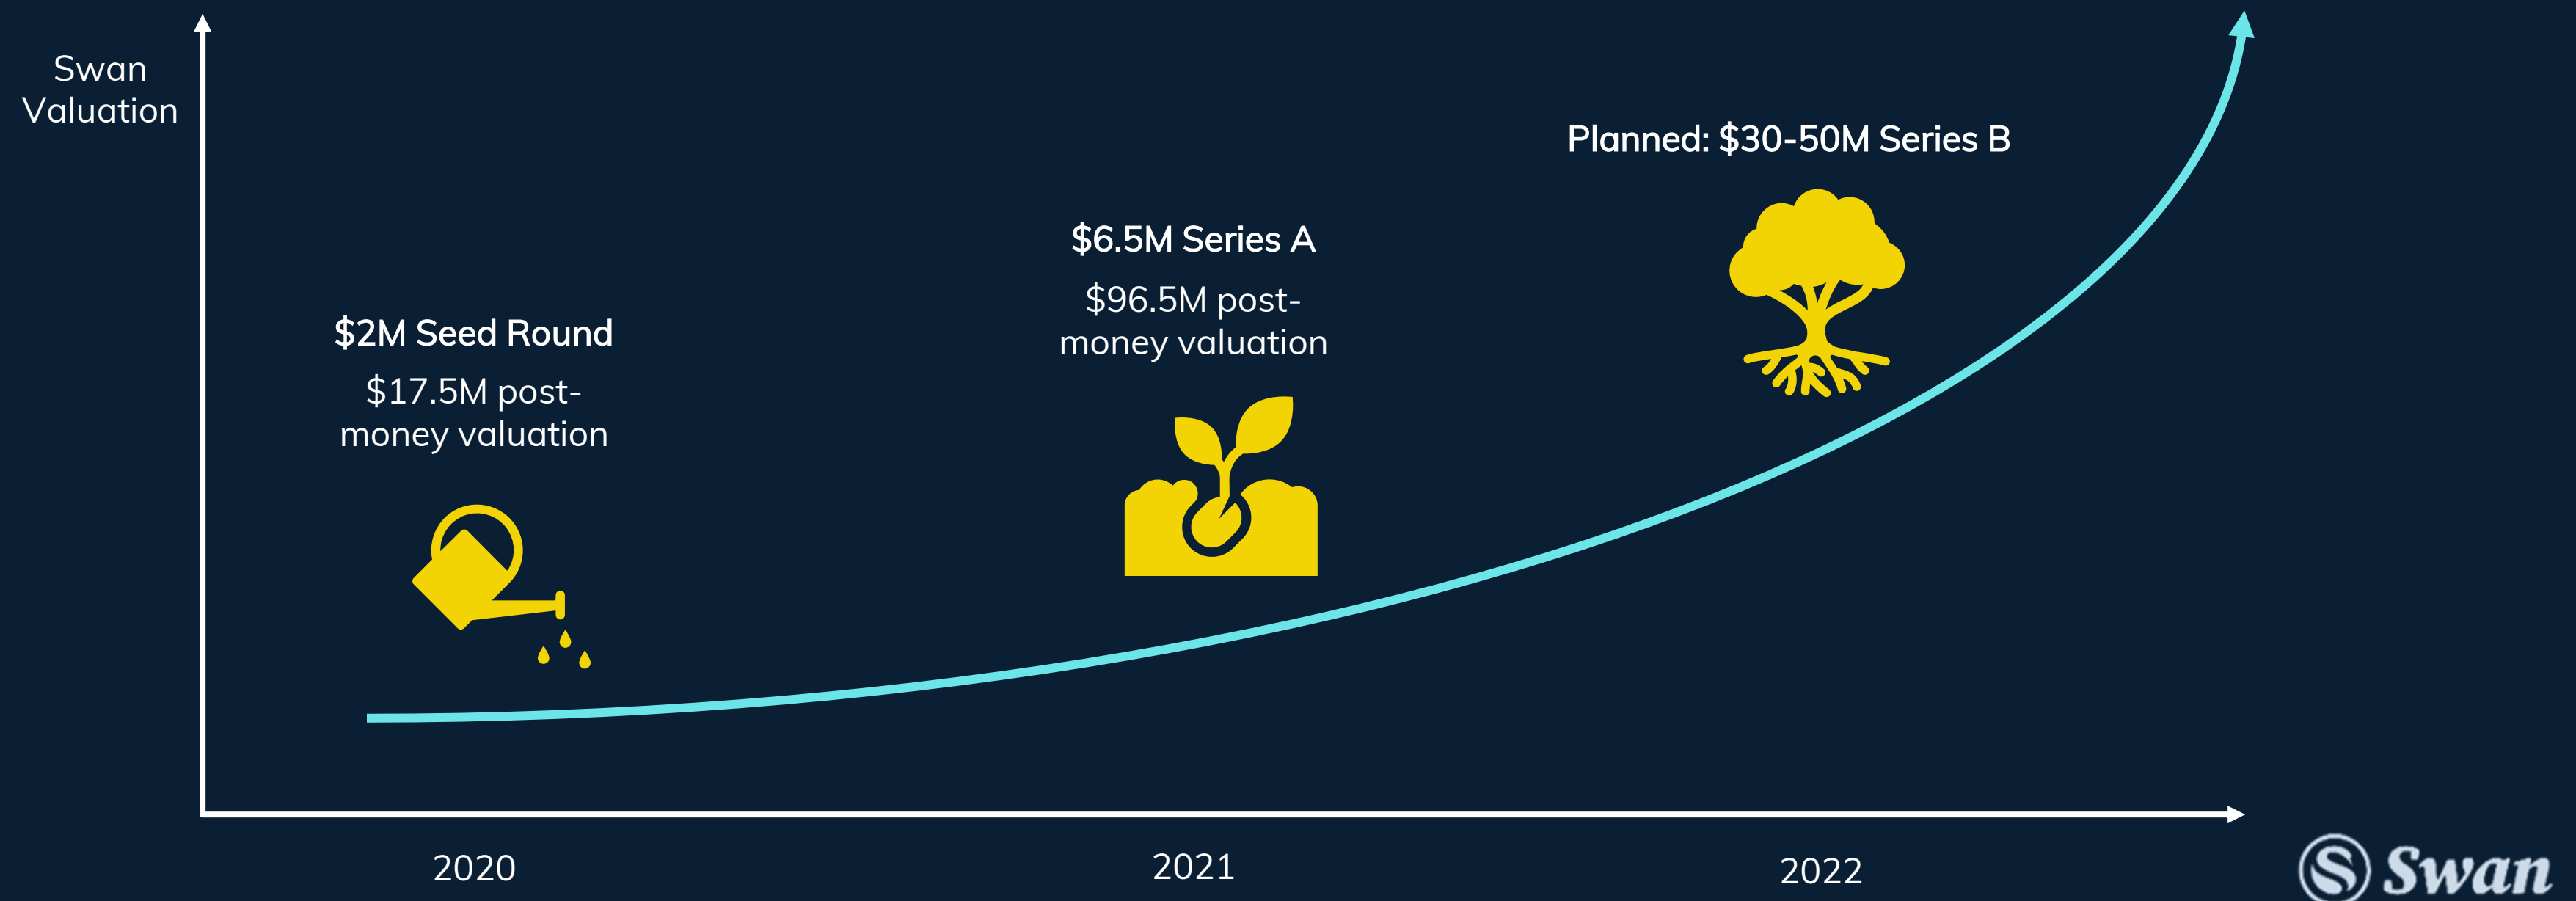 Swan
Valuation
$2M Seed Round
$17.5M post-
money valuation
$6.5M Series A
$96.5M post-
money valuation
Planned: $30-50M Series B
2020
2021
2022
Swan